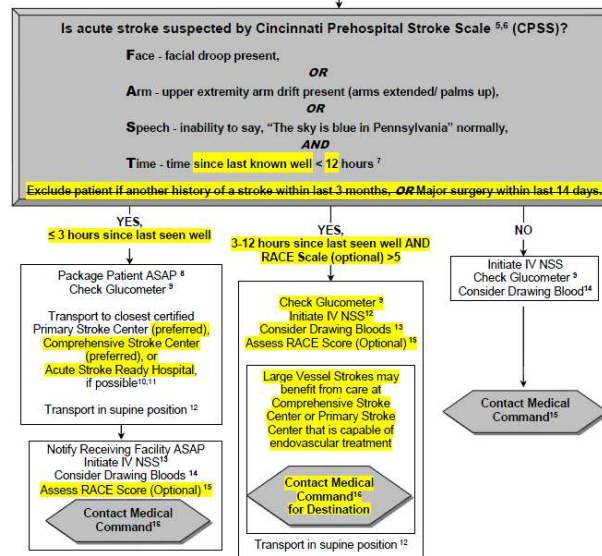 Is acute stroke suspected by Cincinnati Prehospital Stroke Scale 5,6 (CPSS)?
Face - facial droop present,
OR
Arm - upper extremity arm drift present (arms extended/ palms up),
OR
Speech - inability to say, "The sky is blue in Pennsylvania" normally,
AND
Time - time since last known well < 12 hours 7
Exclude patient if another history of a stroke within last 3 months, OR Major surgery within last 14 days.
YES,
≤ 3 hours since last seen well
Package Patient ASAP 8
Check Glucometer 9
Transport to closest certified
Primary Stroke Center (preferred),
Comprehensive Stroke Center
(preferred), or
Acute Stroke Ready Hospital,
if possible10,11
Transport in supine position 12
Notify Receiving Facility ASAP
Initiate IV NSS13
Consider Drawing Bloods 14
Assess RACE Score (Optional) 15
Contact Medical
Command16
YES,
3-12 hours since last seen well AND
RACE Scale (optional) >5
Check Glucometer 9
Initiate IV NSS12
Consider Drawing Bloods 13
Assess RACE Score (Optional) 15
Large Vessel Strokes may
benefit from care at
Comprehensive Stroke
Center or Primary Stroke
Center that is capable of
endovascular treatment
Contact Medical
Command16
for Destination
Transport in supine position 12
NO
Initiate IV NSS
Check Glucometer 9
Consider Drawing Blood14
Contact Medical
Command15